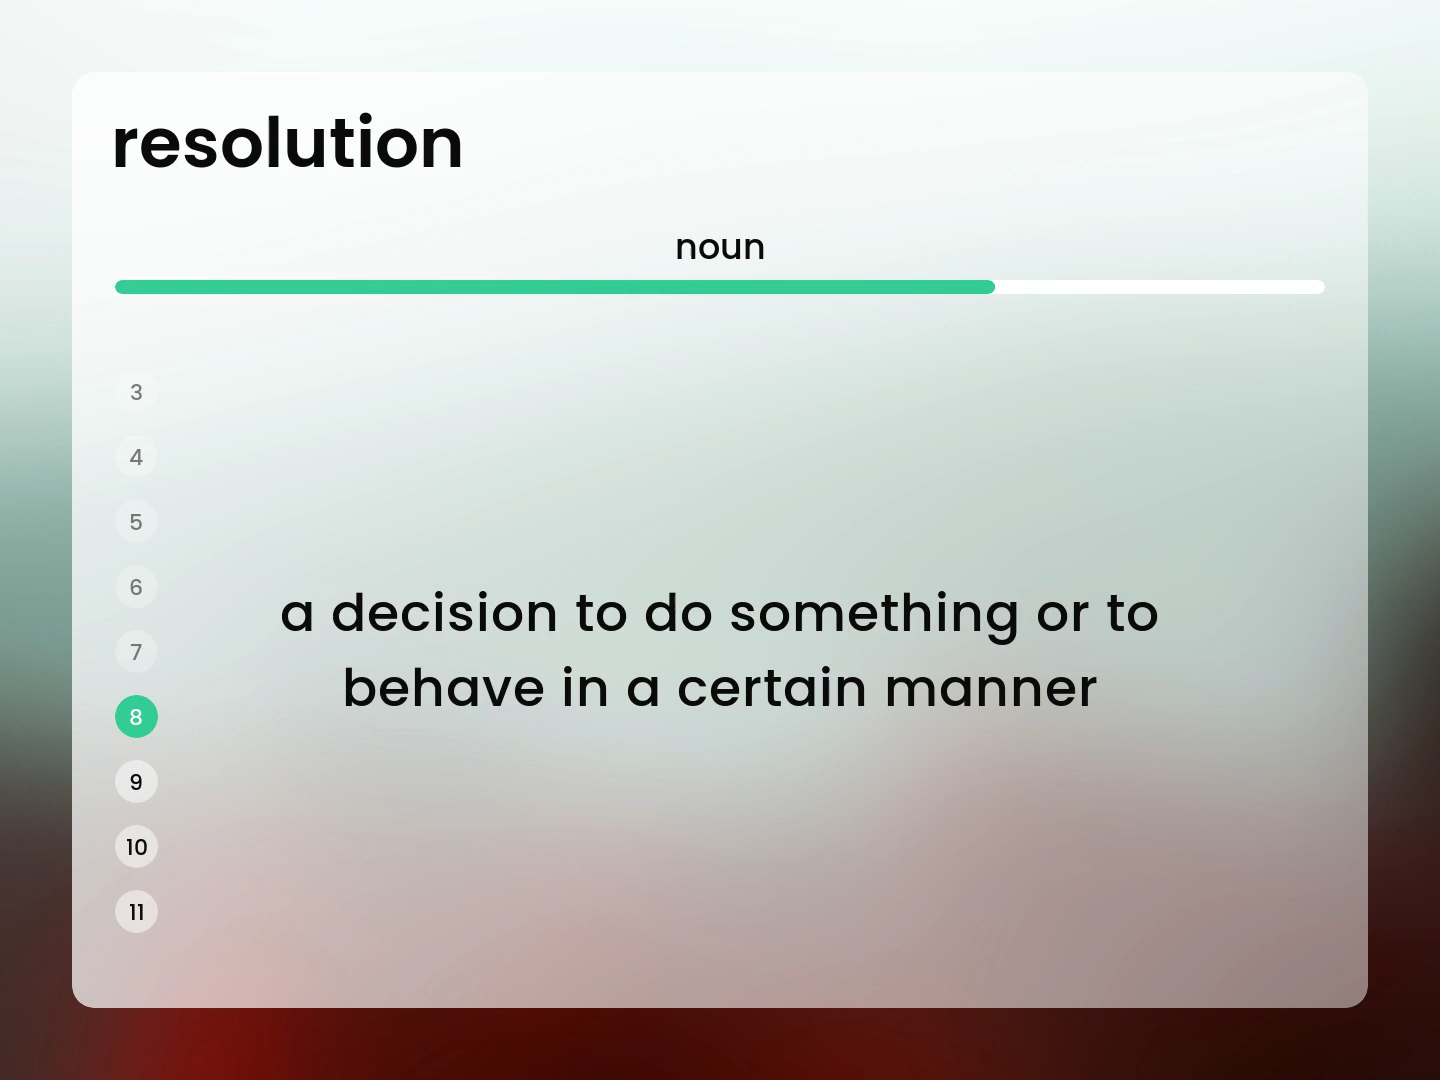 resolution
noun
3
4
5
6
7
8
9
10
11
a decision to do something or to
behave in a certain manner